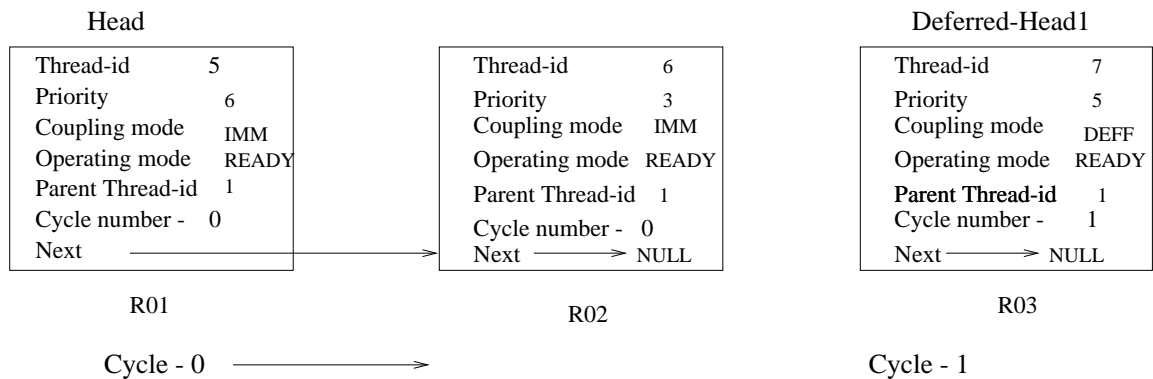 Head
Deferred-Head1
Thread-id 5
Priority 6
Coupling mode IMM
Operating mode READY
Parent Thread-id 1
Cycle number - 0
Next
R01
Thread-id 6
Priority 3
Coupling mode IMM
Operating mode READY
Parent Thread-id 1
Cycle number - 0
Next NULL
R02
Thread-id 7
Priority 5
Coupling mode DEFF
Operating mode READY
Parent Thread-id 1
Cycle number - 1
Next NULL
R03
Cycle - 0
Cycle - 1